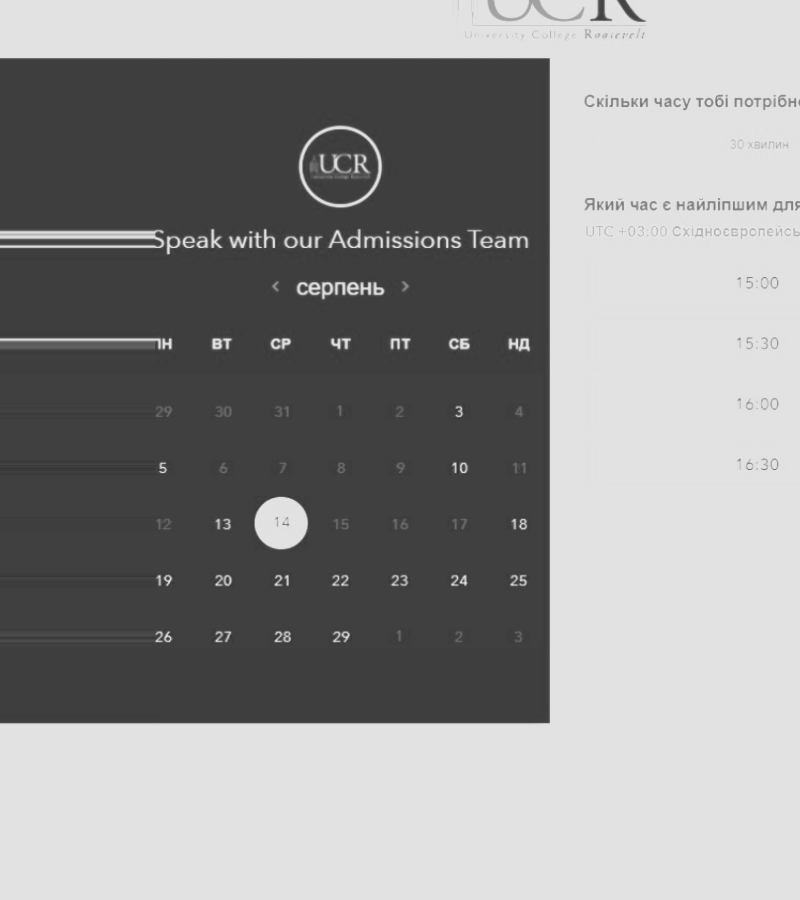 UCR
University College Roosevelt
UCR
Speak with our Admissions Team
< серпень >
ПН ВТ СР ЧТ ПТ СБ НД
29 30 31 1 2 3 4
5 6 7 8 9 10 11
12 13 14 15 16 17 18
19 20 21 22 23 24 25
26 27 28 29 1 2 3
Скільки часу тобі потрібно
30 хвилин
Який час є найліпшим для
UTC +03:00 Східноєвропейсь
15:00
15:30
16:00
16:30